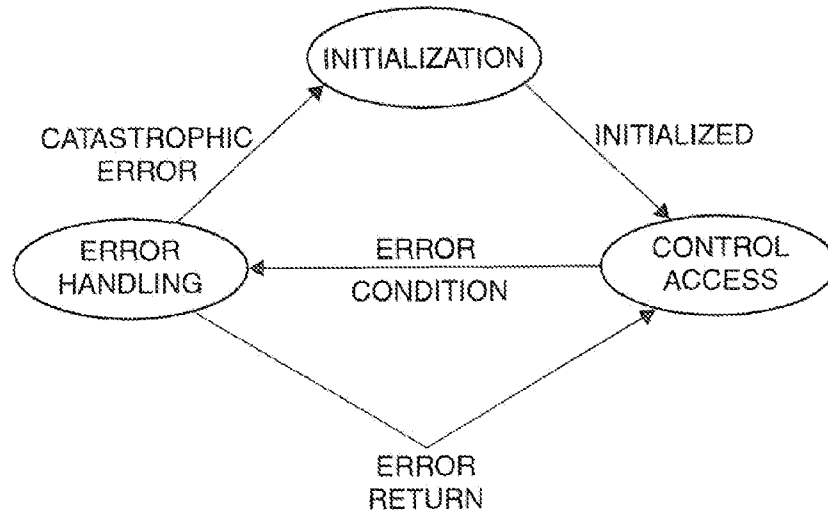 INITIALIZATION
CATASTROPHIC
ERROR
INITIALIZED
ERROR
HANDLING
ERROR
CONDITION
CONTROL
ACCESS
ERROR
RETURN